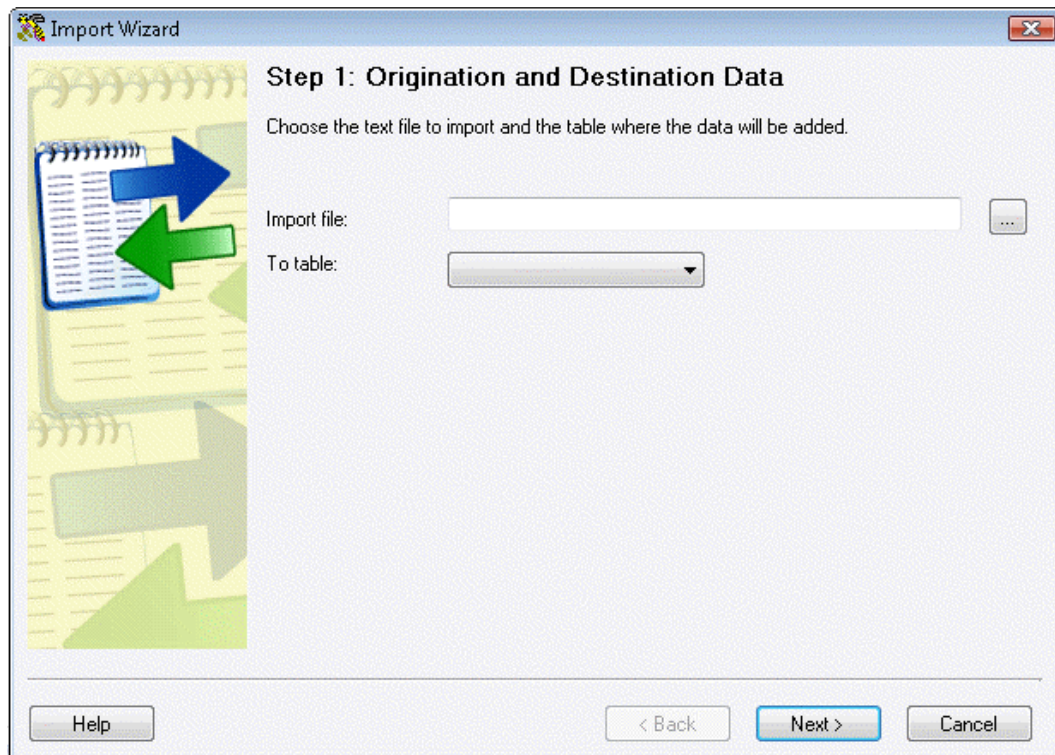 Import Wizard
Step 1: Origination and Destination Data
Choose the text file to import and the table where the data will be added.
Import file:
...
To table:
Help
< Back
Next >
Cancel